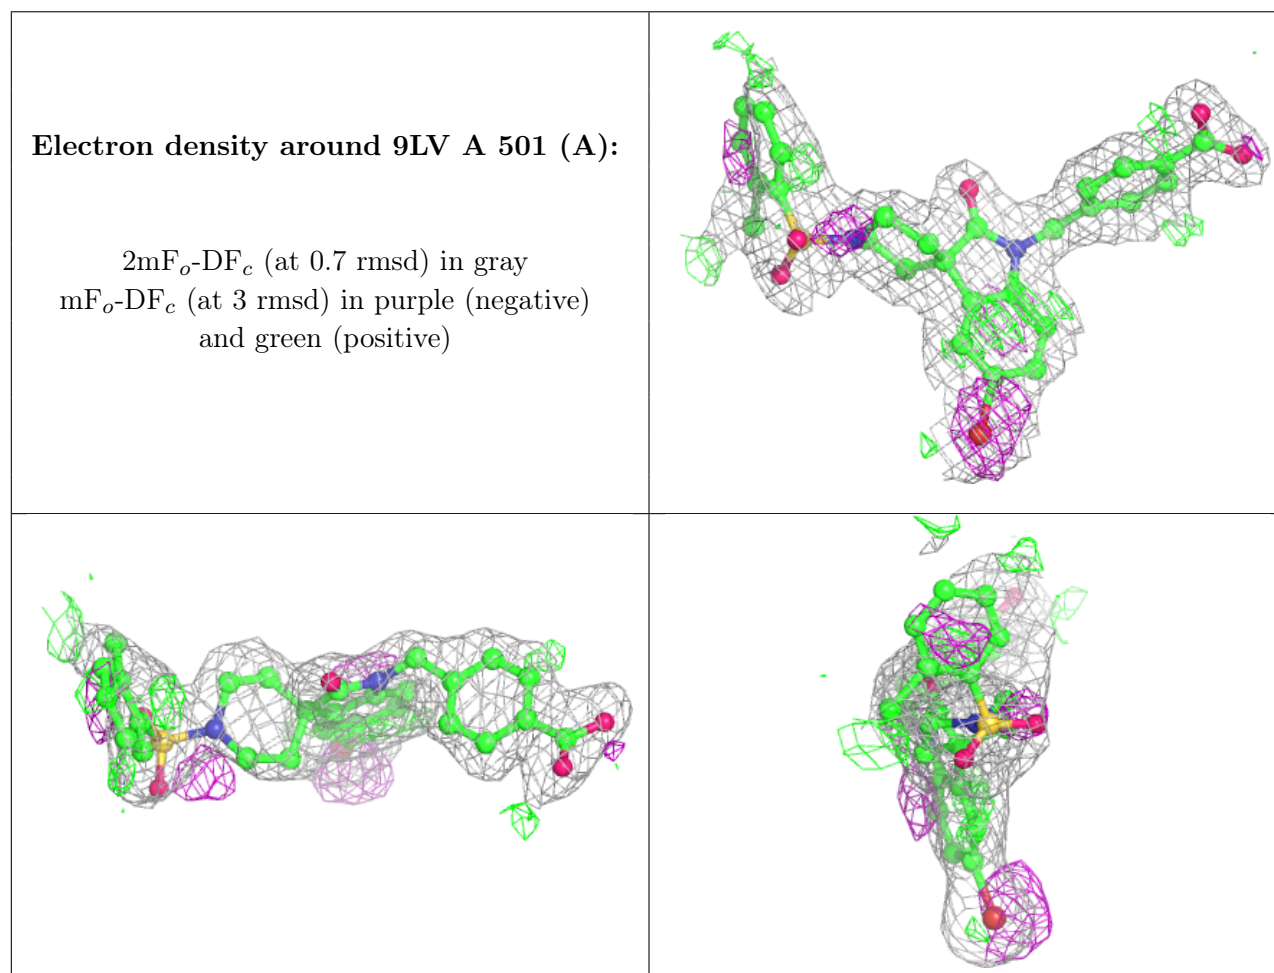 Electron density around 9LV A 501 (A):
2mFo-DFc (at 0.7 rmsd) in gray
mFo-DFc (at 3 rmsd) in purple (negative)
and green (positive)